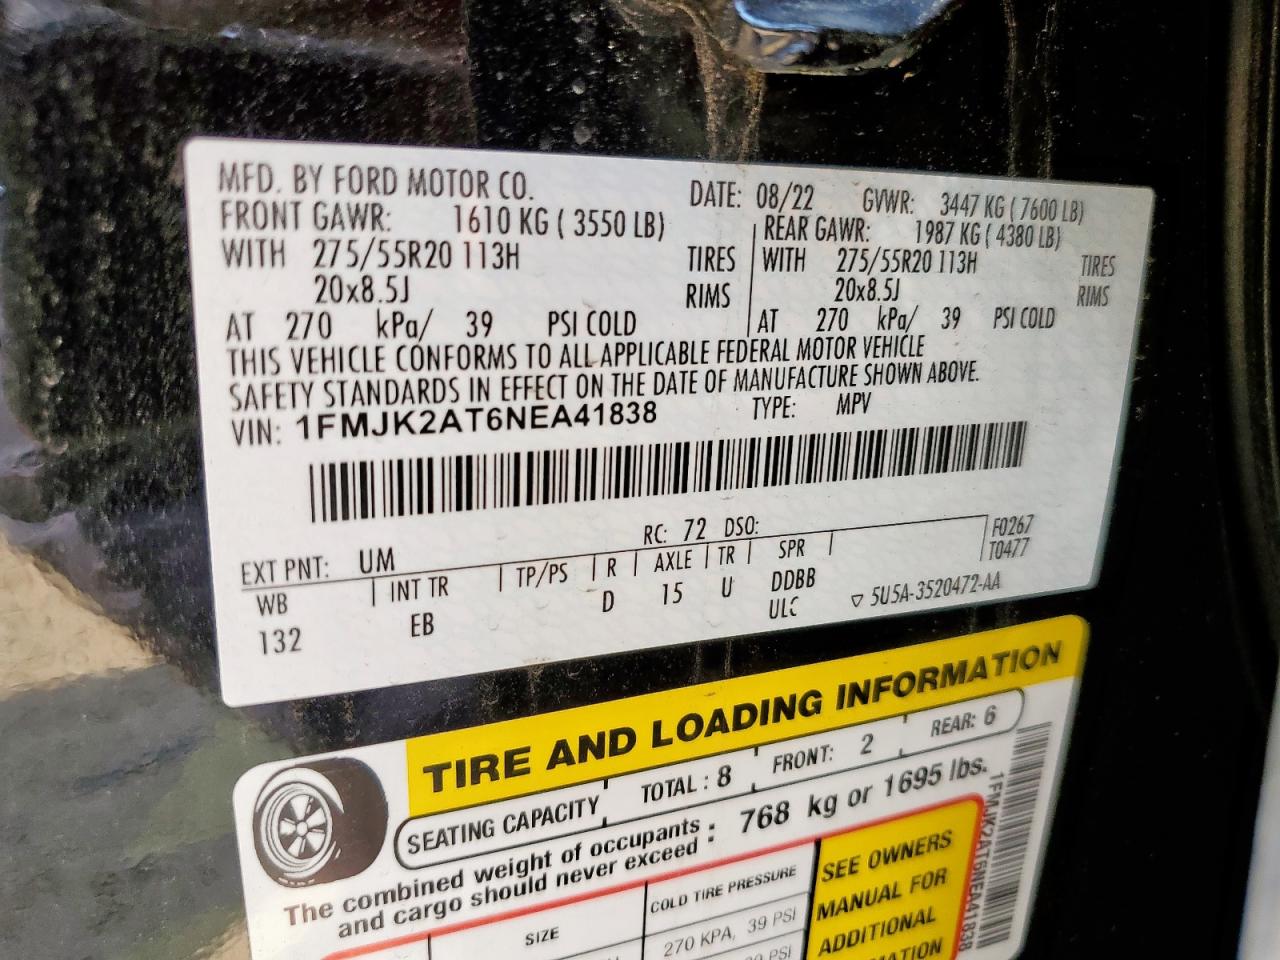 MFD. BY FORD MOTOR CO.
DATE: 08/22 GVWR: 3447 KG ( 7600 LB)
FRONT GAWR: 1610 KG ( 3550 LB)
REAR GAWR: 1987 KG ( 4380 LB)
WITH 275/55R20 113H TIRES
WITH 275/55R20 113H TIRES
20x8.5J RIMS
20x8.5J RIMS
AT 270 kPa/ 39 PSI COLD
AT 270 kPa/ 39 PSI COLD
THIS VEHICLE CONFORMS TO ALL APPLICABLE FEDERAL MOTOR VEHICLE
SAFETY STANDARDS IN EFFECT ON THE DATE OF MANUFACTURE SHOWN ABOVE.
VIN: 1FMJK2AT6NEA41838 TYPE: MPV
EXT PNT: UM RC: 72 DSO: F0267
WB INT TR TP/PS R AXLE TR SPR T0477
132 EB D 15 U DDBB
ULC ▽ 5U5A-3520472-AA
TIRE AND LOADING INFORMATION
SEATING CAPACITY TOTAL : 8 FRONT: 2 REAR: 6
The combined weight of occupants : 768 kg or 1695 lbs.
and cargo should never exceed
SIZE COLD TIRE PRESSURE
270 KPA, 39 PSI
PSI
SEE OWNERS
MANUAL FOR
ADDITIONAL
1FMJK2AT6NEA41838